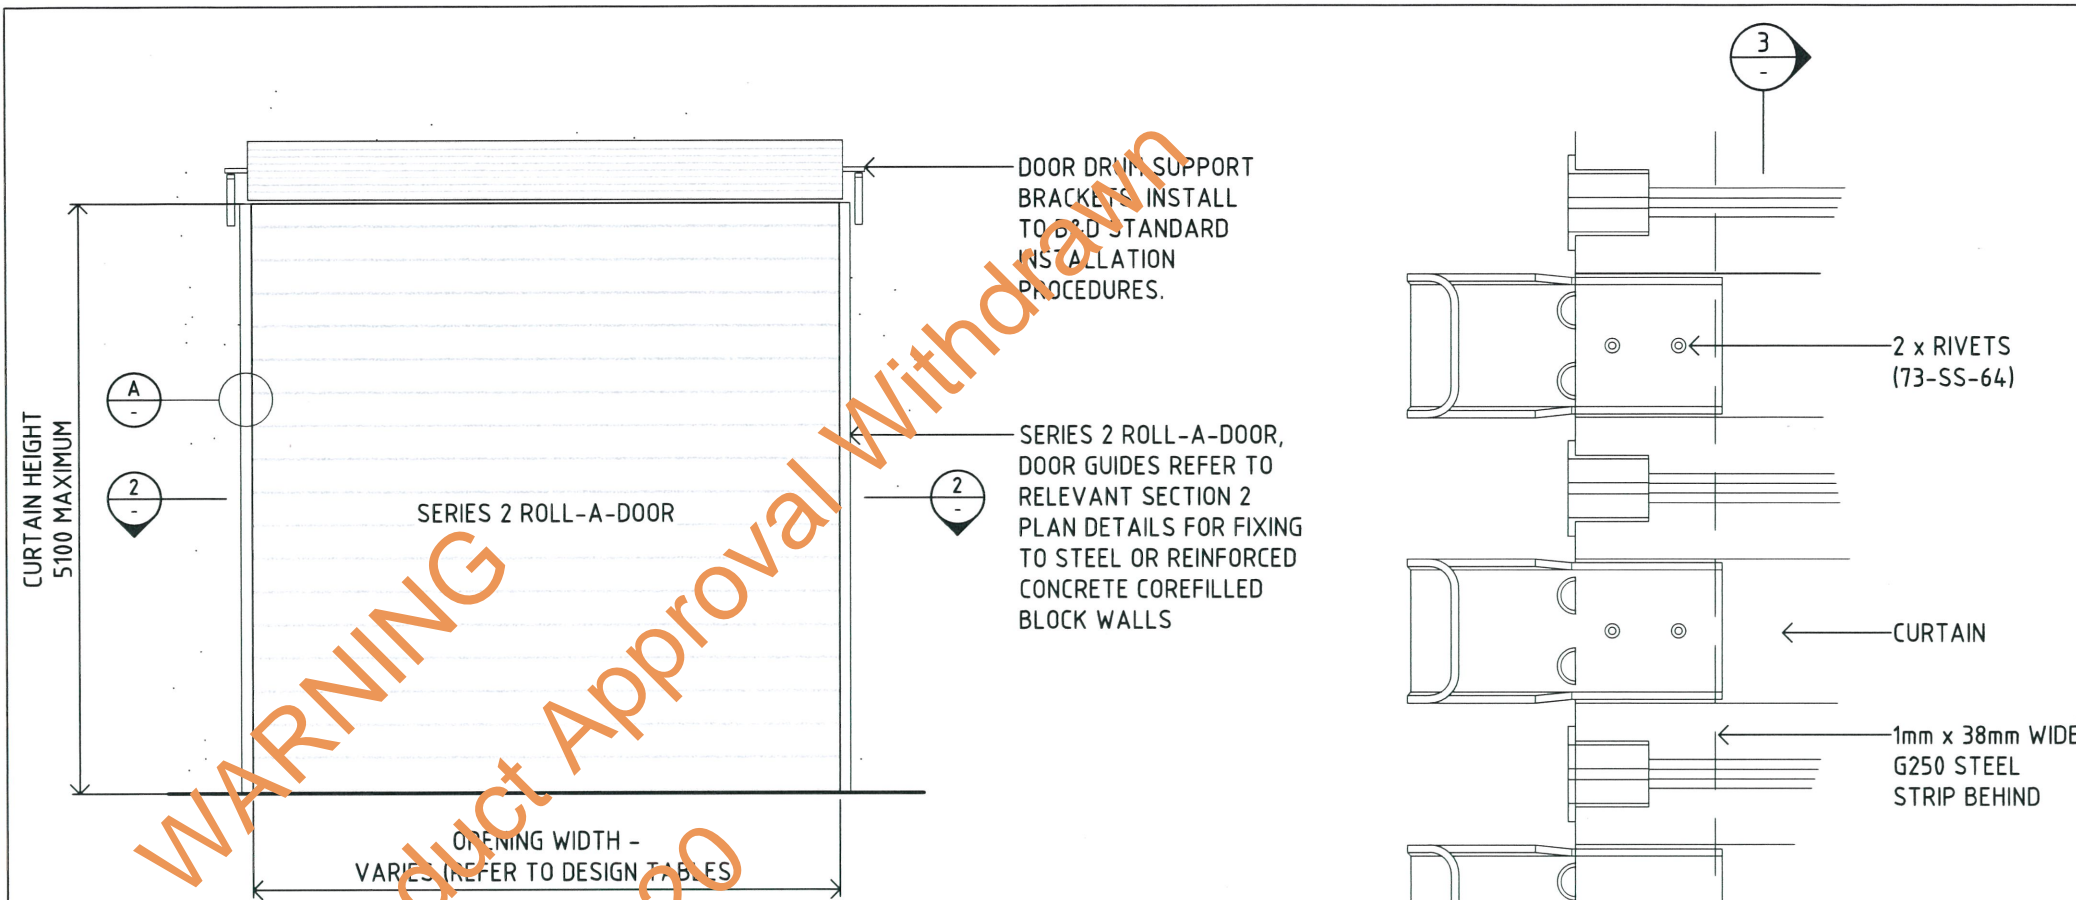 3
-
DOOR DRUM SUPPORT
BRACKETS. INSTALL
TO B&D STANDARD
INSTALLATION
PROCEDURES.
2 x RIVETS
(73-SS-64)
A
-
CURTAIN HEIGHT
5100 MAXIMUM
SERIES 2 ROLL-A-DOOR,
DOOR GUIDES REFER TO
RELEVANT SECTION 2
PLAN DETAILS FOR FIXING
TO STEEL OR REINFORCED
CONCRETE COREFILLED
BLOCK WALLS
2
-
2
-
SERIES 2 ROLL-A-DOOR
CURTAIN
1mm x 38mm WIDE
G250 STEEL
STRIP BEHIND
OPENING WIDTH -
VARIES (REFER TO DESIGN TABLES
WARNING
duct Approval Withdrawn
20